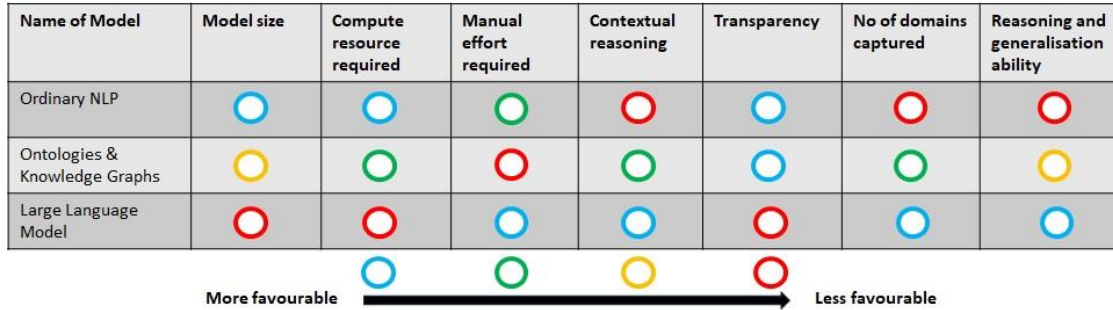 Name of Model
Model size
Compute
resource
required
Manual
effort
required
Contextual
reasoning
Transparency
No of domains
captured
Reasoning and
generalisation
ability
Ordinary NLP
Ontologies &
Knowledge Graphs
Large Language
Model
More favourable
Less favourable